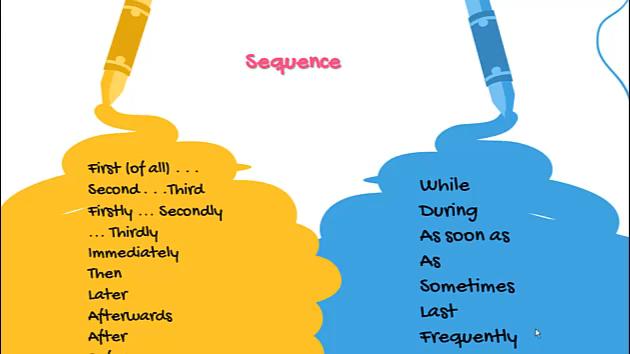 Sequence
First (of all) . . .
Second . . .Third
Firstly ... Secondly
... Thirdly
Immediately
Then
Later
Afterwards
After
While
During
As soon as
As
Sometimes
Last
Frequently